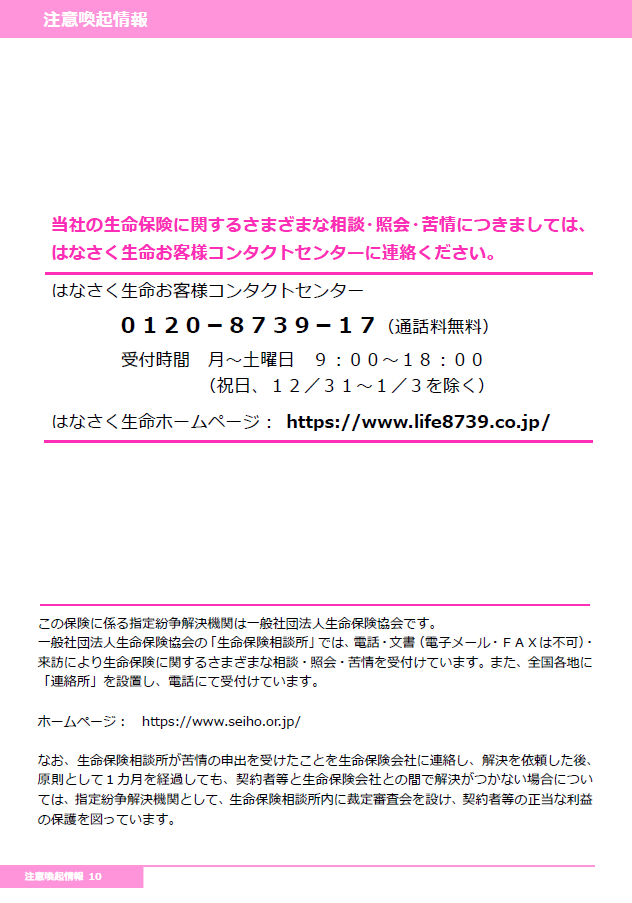 注意喚起情報
当社の生命保険に関するさまざまな相談・照会・苦情につきましては、
はなさく生命お客様コンタクトセンターに連絡ください。
はなさく生命お客様コンタクトセンター
０１２０－８７３９－１７（通話料無料）
受付時間　月～土曜日　９：００～１８：００
（祝日、１２／３１～１／３を除く）
はなさく生命ホームページ： https://www.life8739.co.jp/
この保険に係る指定紛争解決機関は一般社団法人生命保険協会です。
一般社団法人生命保険協会の「生命保険相談所」では、電話・文書（電子メール・ＦＡＸは不可）・
来訪により生命保険に関するさまざまな相談・照会・苦情を受付けています。また、全国各地に
「連絡所」を設置し、電話にて受付けています。
ホームページ：　https://www.seiho.or.jp/
なお、生命保険相談所が苦情の申出を受けたことを生命保険会社に連絡し、解決を依頼した後、
原則として１カ月を経過しても、契約者等と生命保険会社との間で解決がつかない場合につい
ては、指定紛争解決機関として、生命保険相談所内に裁定審査会を設け、契約者等の正当な利益
の保護を図っています。
注意喚起情報 10